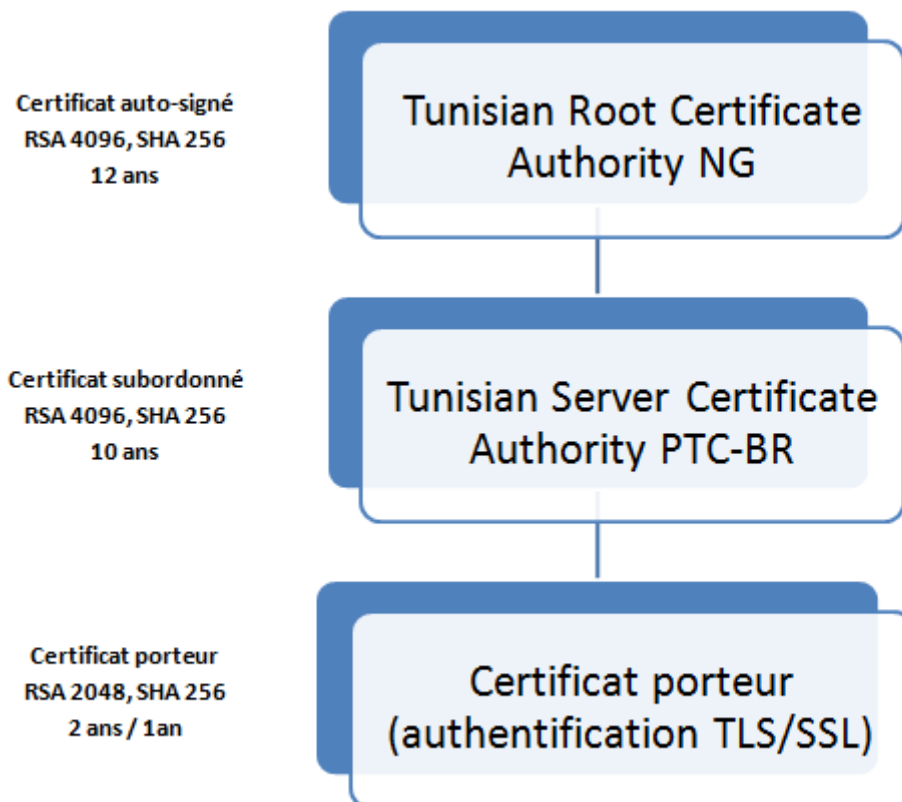 Certificat auto-signé
RSA 4096, SHA 256
12 ans
Tunisian Root Certificate
Authority NG
Certificat subordonné
RSA 4096, SHA 256
10 ans
Tunisian Server Certificate
Authority PTC-BR
Certificat porteur
RSA 2048, SHA 256
2 ans / 1an
Certificat porteur
(authentification TLS/SSL)